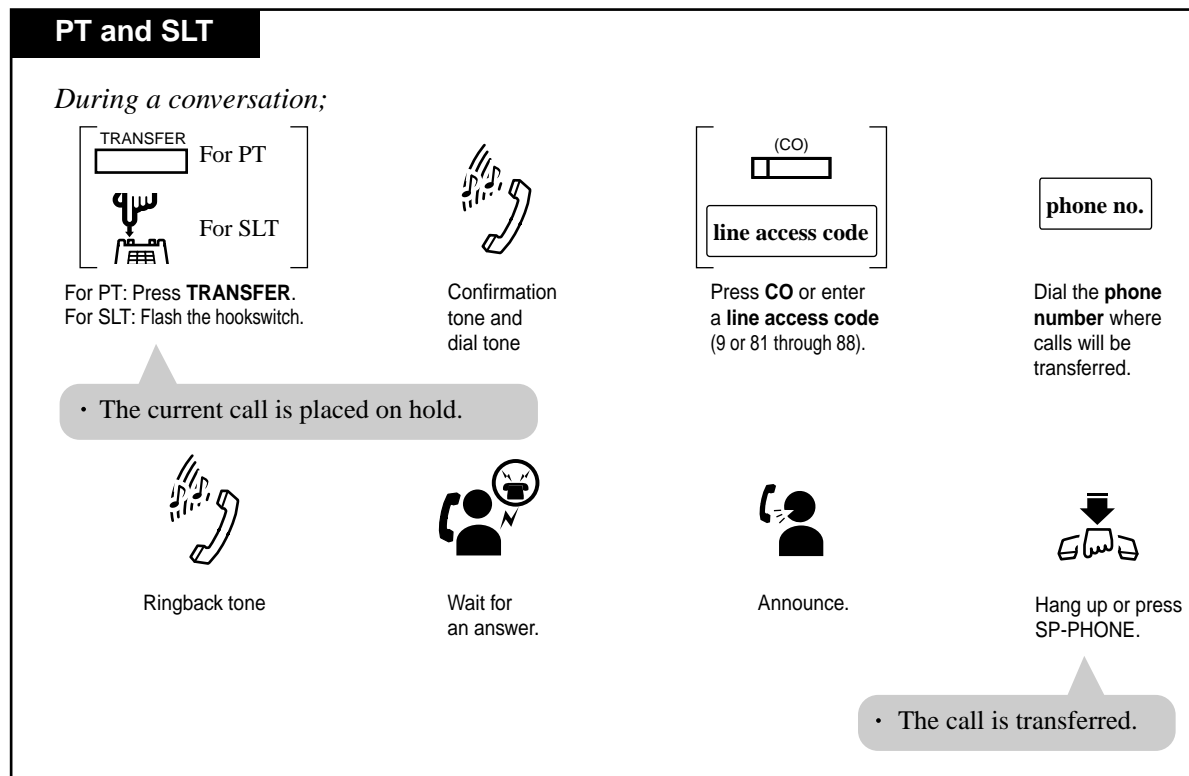 PT and SLT
During a conversation;
TRANSFER
For PT
For SLT
For PT: Press TRANSFER.
For SLT: Flash the hookswitch.
Confirmation
tone and
dial tone
(CO)
line access code
Press CO or enter
a line access code
(9 or 81 through 88).
phone no.
Dial the phone
number where
calls will be
transferred.
· The current call is placed on hold.
Ringback tone
Wait for
an answer.
Announce.
Hang up or press
SP-PHONE.
· The call is transferred.